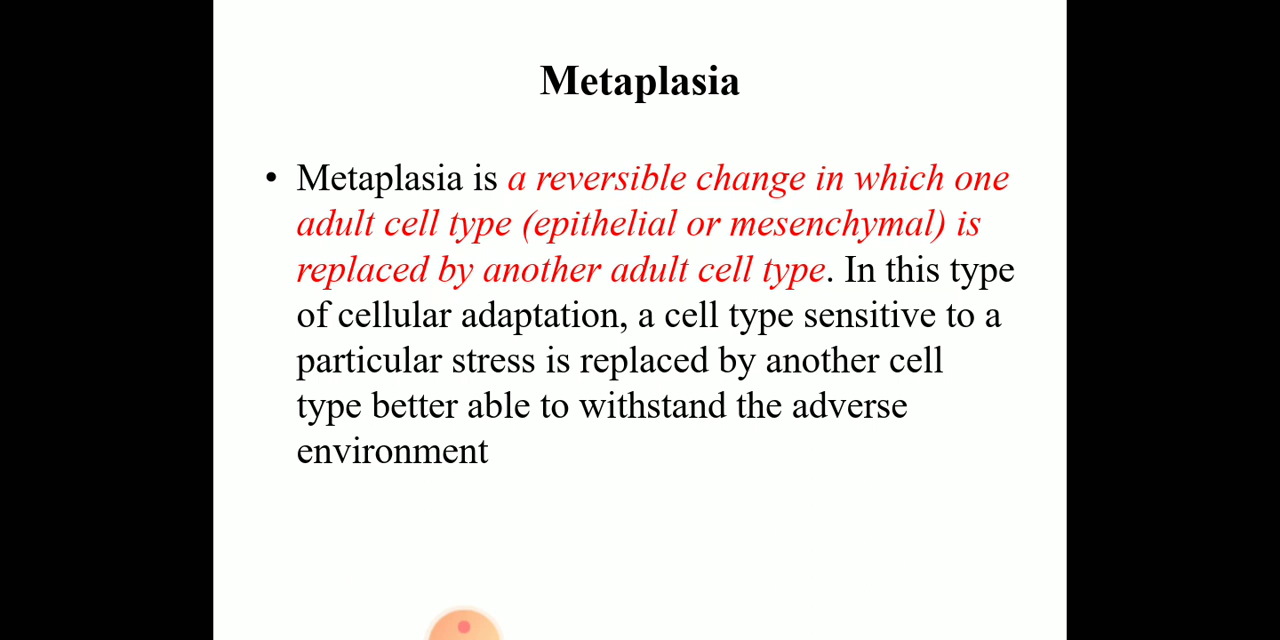 Metaplasia
• Metaplasia is a reversible change in which one
adult cell type (epithelial or mesenchymal) is
replaced by another adult cell type. In this type
of cellular adaptation, a cell type sensitive to a
particular stress is replaced by another cell
type better able to withstand the adverse
environment